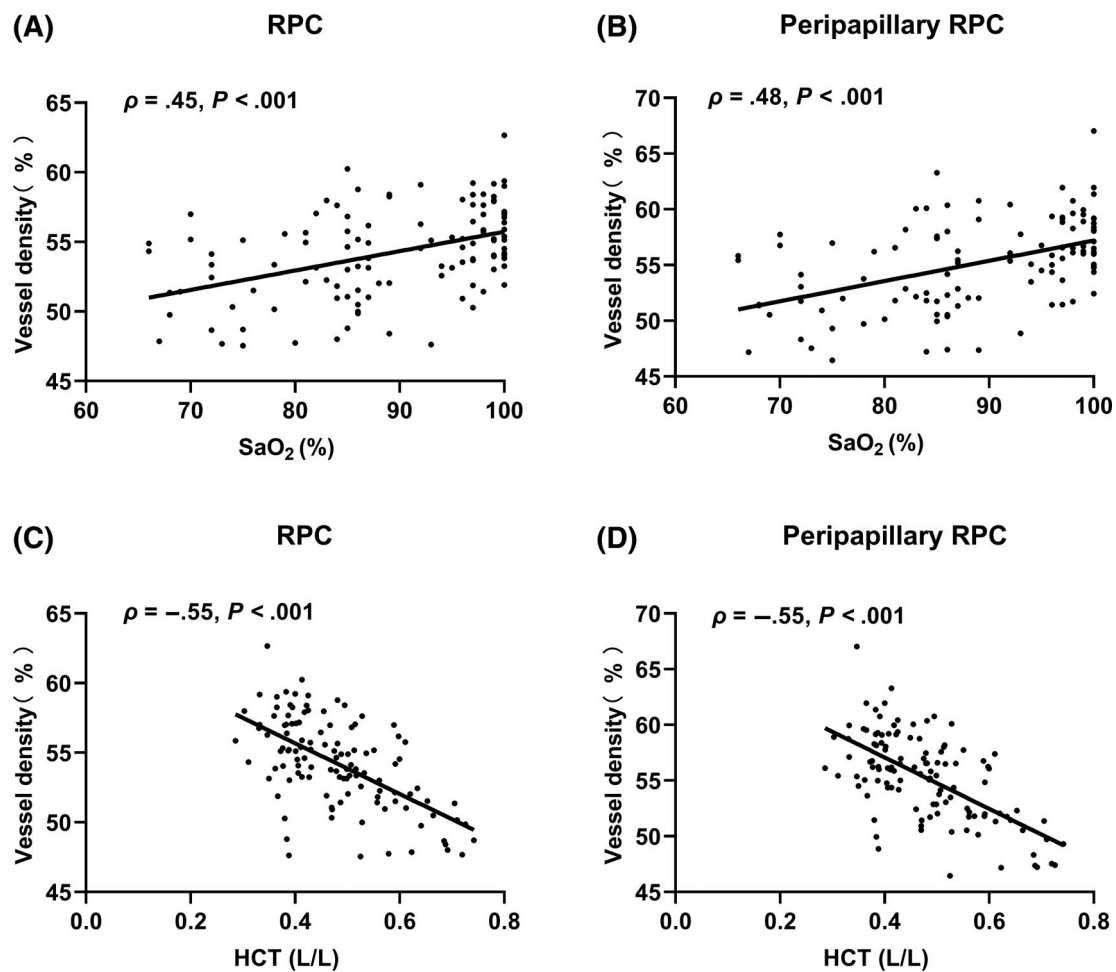 (A) RPC
ρ = .45, P < .001
Vessel density( % )
65
60
55
50
45
60 70 80 90 100
SaO₂ (%)
(B) Peripapillary RPC
ρ = .48, P < .001
Vessel density( % )
70
65
60
55
50
45
60 70 80 90 100
SaO₂ (%)
(C) RPC
ρ = –.55, P < .001
Vessel density( % )
65
60
55
50
45
0.0 0.2 0.4 0.6 0.8
HCT (L/L)
(D) Peripapillary RPC
ρ = –.55, P < .001
Vessel density( % )
70
65
60
55
50
45
0.0 0.2 0.4 0.6 0.8
HCT (L/L)